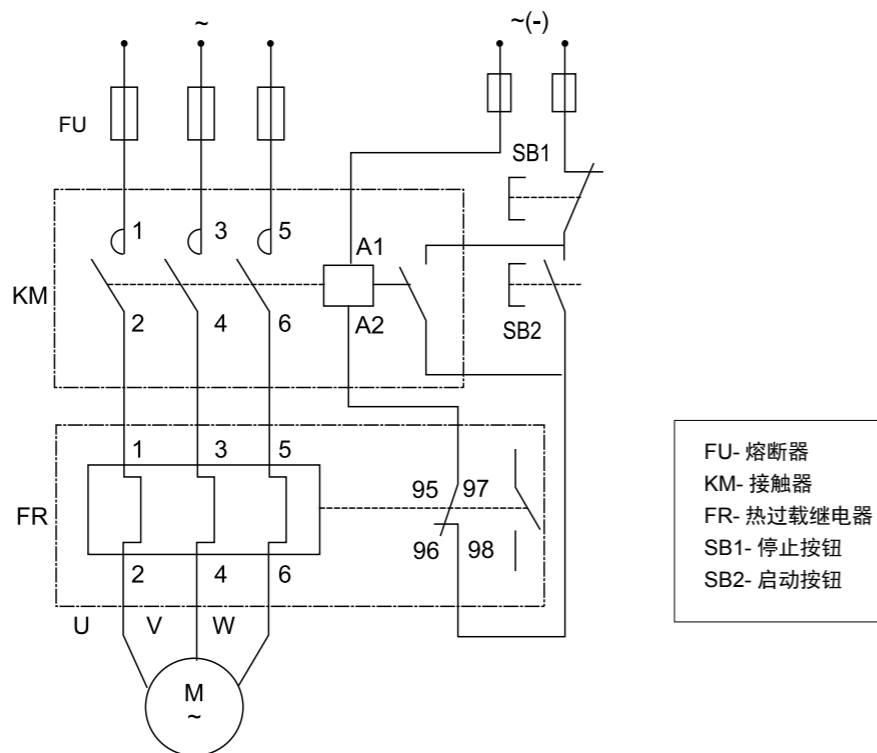 ~ ~(-)
FU SB1
1 3 5 A1
KM
2 4 6 A2 SB2
1 3 5 95 97
FR
2 4 6 96 98
U V W
M
~
FU- 熔断器
KM- 接触器
FR- 热过载继电器
SB1- 停止按钮
SB2- 启动按钮